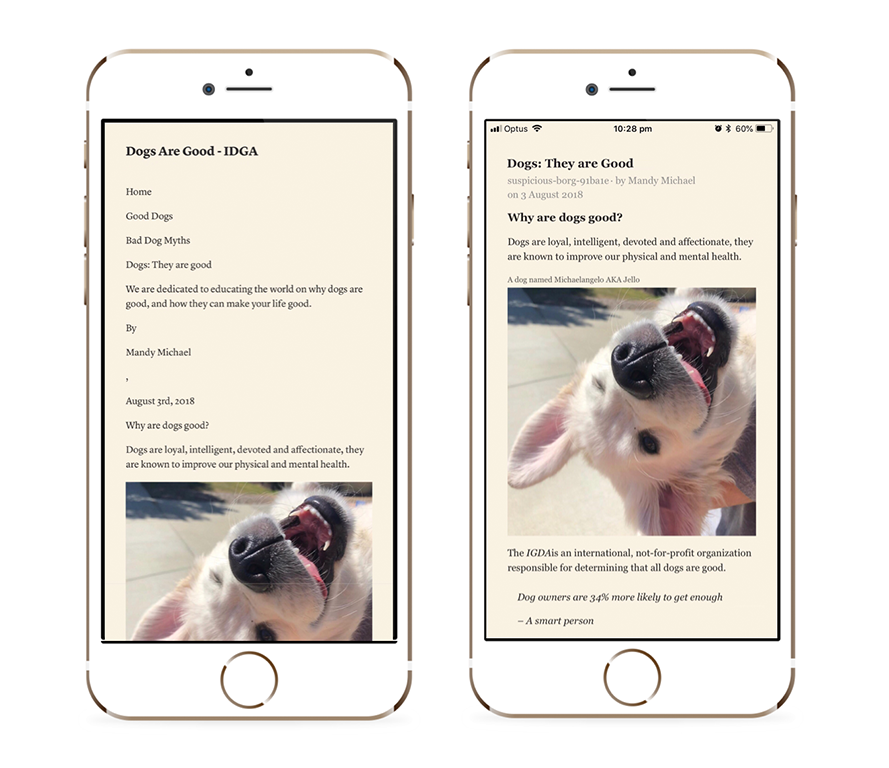 Dogs Are Good - IDGA
Home
Good Dogs
Bad Dog Myths
Dogs: They are good
We are dedicated to educating the world on why dogs are
good, and how they can make your life good.
By
Mandy Michael
,
August 3rd, 2018
Why are dogs good?
Dogs are loyal, intelligent, devoted and affectionate, they
are known to improve our physical and mental health.
Optus 10:28 pm 60%
Dogs: They are Good
suspicious-borg-91ba1e · by Mandy Michael
on 3 August 2018
Why are dogs good?
Dogs are loyal, intelligent, devoted and affectionate, they
are known to improve our physical and mental health.
A dog named Michaelangelo AKA Jello
The IGDAis an international, not-for-profit organization
responsible for determining that all dogs are good.
Dog owners are 34% more likely to get enough
– A smart person